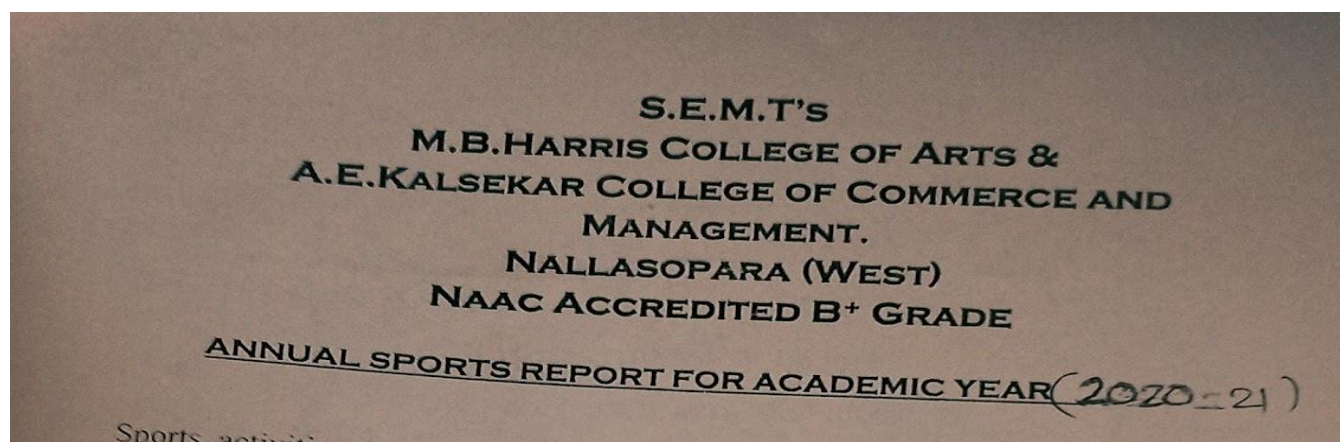 S.E.M.T's
M.B.HARRIS COLLEGE OF ARTS &
A.E.KALSEKAR COLLEGE OF COMMERCE AND
MANAGEMENT.
NALLASOPARA (WEST)
NAAC ACCREDITED B+ GRADE
ANNUAL SPORTS REPORT FOR ACADEMIC YEAR(2020-21)
Sports